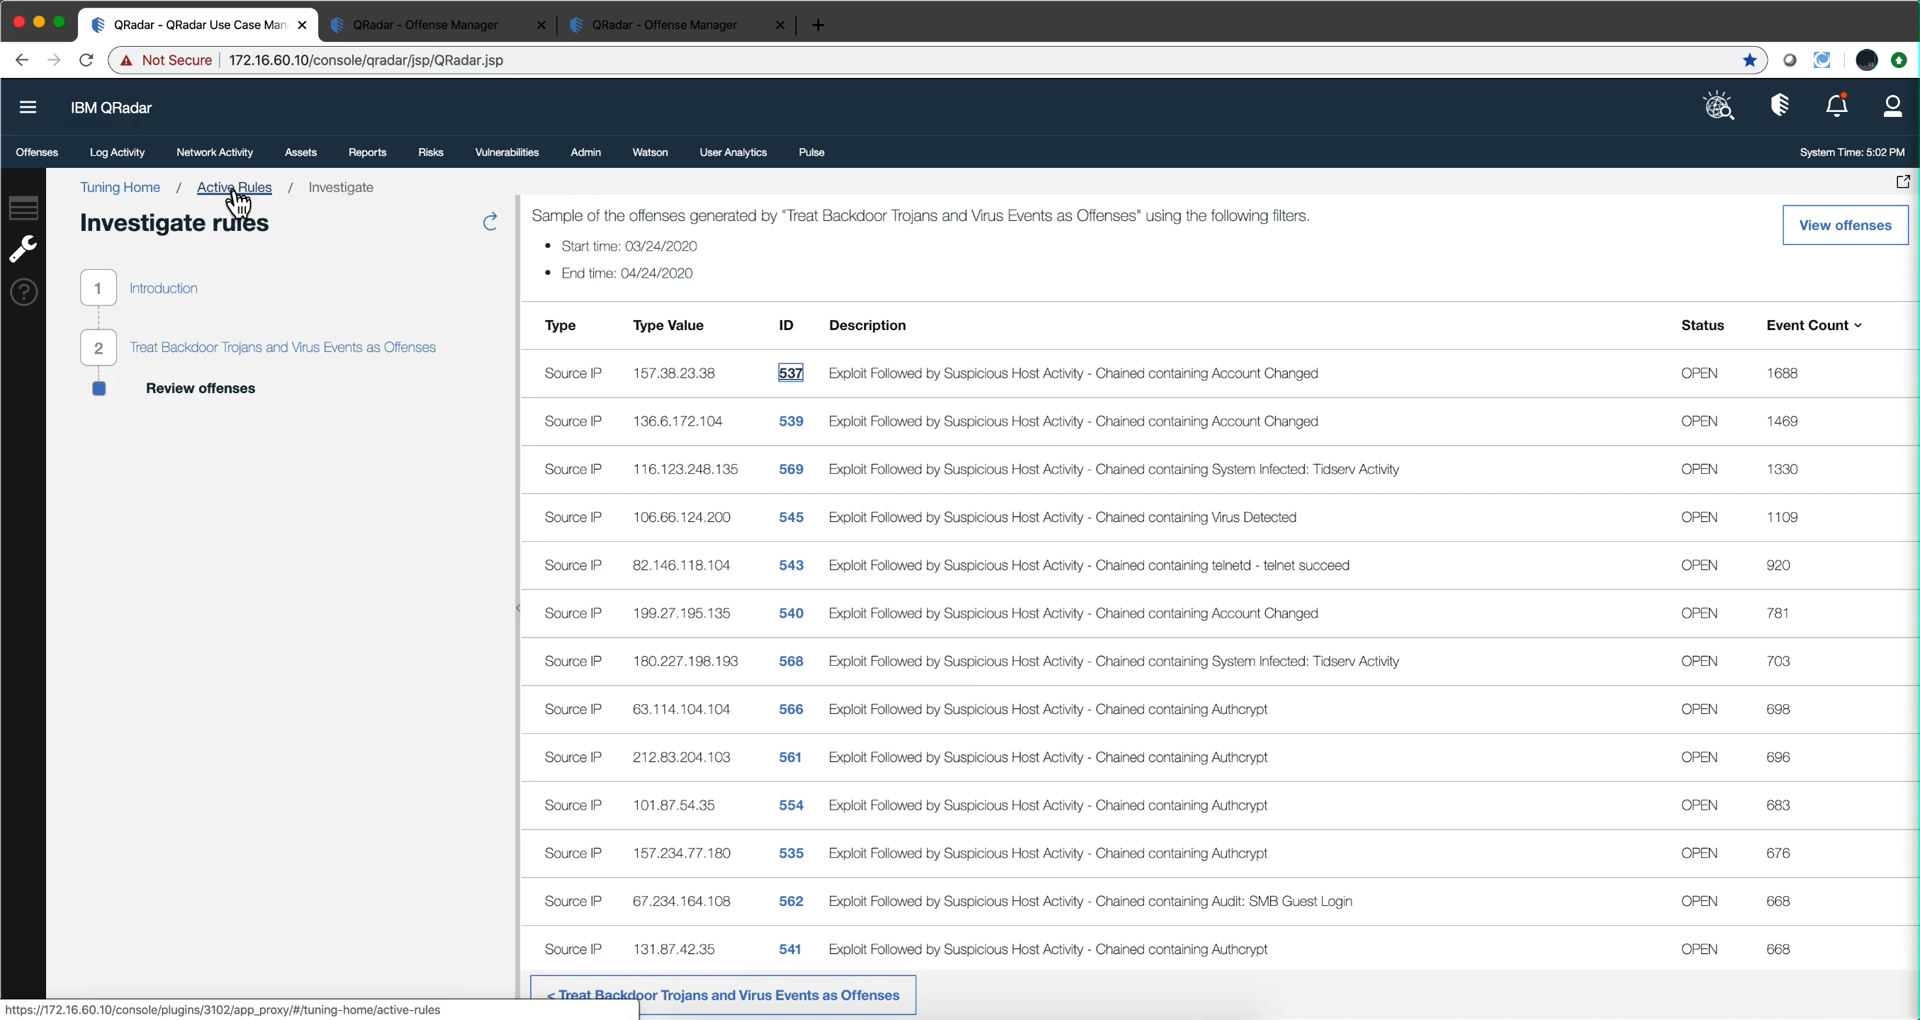 QRadar - QRadar Use Case Man
QRadar - Offense Manager
QRadar - Offense Manager
Not Secure
172.16.60.10/console/qradar/jsp/QRadar.jsp
IBM QRadar
Offenses Log Activity Network Activity Assets Reports Risks Vulnerabilities Admin Watson User Analytics Pulse System Time: 5:02 PM
Tuning Home / Active Rules / Investigate
Investigate rules
1 Introduction
2 Treat Backdoor Trojans and Virus Events as Offenses
Review offenses
Sample of the offenses generated by "Treat Backdoor Trojans and Virus Events as Offenses" using the following filters.
• Start time: 03/24/2020
• End time: 04/24/2020
View offenses
Type Type Value ID Description Status Event Count
Source IP 157.38.23.38 537 Exploit Followed by Suspicious Host Activity - Chained containing Account Changed OPEN 1688
Source IP 136.6.172.104 539 Exploit Followed by Suspicious Host Activity - Chained containing Account Changed OPEN 1469
Source IP 116.123.248.135 569 Exploit Followed by Suspicious Host Activity - Chained containing System Infected: Tidserv Activity OPEN 1330
Source IP 106.66.124.200 545 Exploit Followed by Suspicious Host Activity - Chained containing Virus Detected OPEN 1109
Source IP 82.146.118.104 543 Exploit Followed by Suspicious Host Activity - Chained containing telnetd - telnet succeed OPEN 920
Source IP 199.27.195.135 540 Exploit Followed by Suspicious Host Activity - Chained containing Account Changed OPEN 781
Source IP 180.227.198.193 568 Exploit Followed by Suspicious Host Activity - Chained containing System Infected: Tidserv Activity OPEN 703
Source IP 63.114.104.104 566 Exploit Followed by Suspicious Host Activity - Chained containing Authcrypt OPEN 698
Source IP 212.83.204.103 561 Exploit Followed by Suspicious Host Activity - Chained containing Authcrypt OPEN 696
Source IP 101.87.54.35 554 Exploit Followed by Suspicious Host Activity - Chained containing Authcrypt OPEN 683
Source IP 157.234.77.180 535 Exploit Followed by Suspicious Host Activity - Chained containing Authcrypt OPEN 676
Source IP 67.234.164.108 562 Exploit Followed by Suspicious Host Activity - Chained containing Audit: SMB Guest Login OPEN 668
Source IP 131.87.42.35 541 Exploit Followed by Suspicious Host Activity - Chained containing Authcrypt OPEN 668
< Treat Backdoor Trojans and Virus Events as Offenses
https://172.16.60.10/console/plugins/3102/app_proxy/#/tuning-home/active-rules